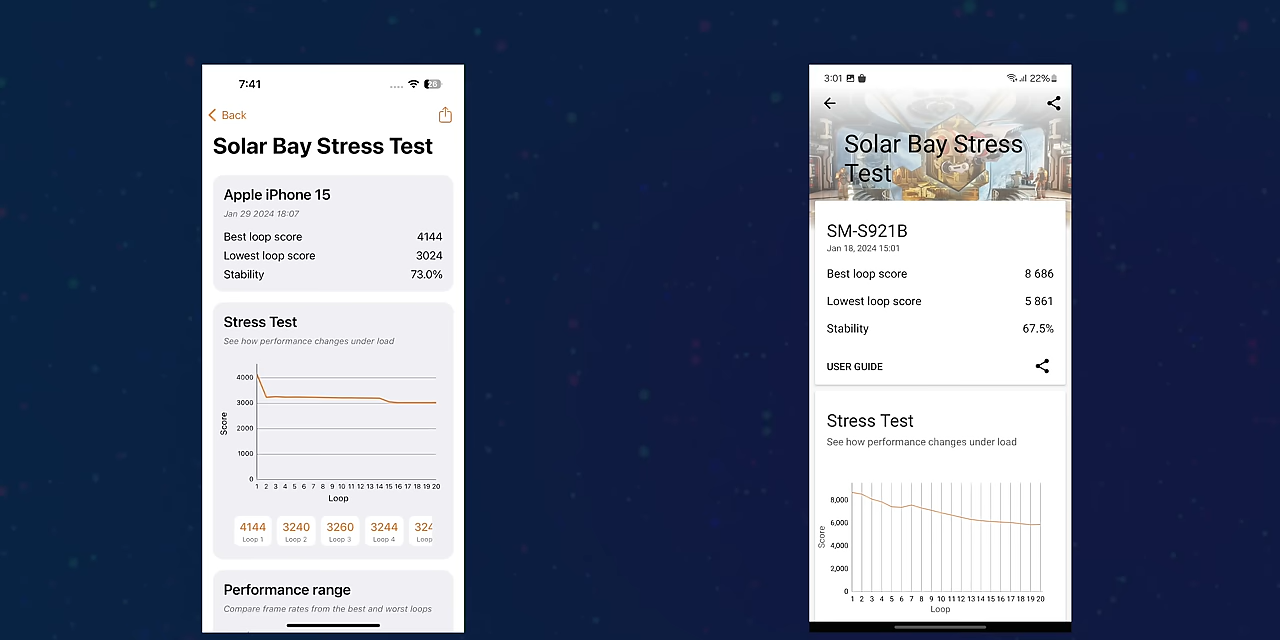 7:41
26
Back
Solar Bay Stress Test
Apple iPhone 15
Jan 29 2024 18:07
Best loop score 4144
Lowest loop score 3024
Stability 73.0%
Stress Test
See how performance changes under load
4000
3000
2000
1000
0
Score
1 2 3 4 5 6 7 8 9 10 11 12 13 14 15 16 17 18 19 20
Loop
4144 3240 3260 3244 324
Loop 1 Loop 2 Loop 3 Loop 4 Loop
Performance range
Compare frame rates from the best and worst loops
3:01 22%
Solar Bay Stress
Test
SM-S921B
Jan 18, 2024 15:01
Best loop score 8 686
Lowest loop score 5 861
Stability 67.5%
USER GUIDE
Stress Test
See how performance changes under load
8,000
6,000
4,000
2,000
0
Score
1 2 3 4 5 6 7 8 9 10 11 12 13 14 15 16 17 18 19 20
Loop